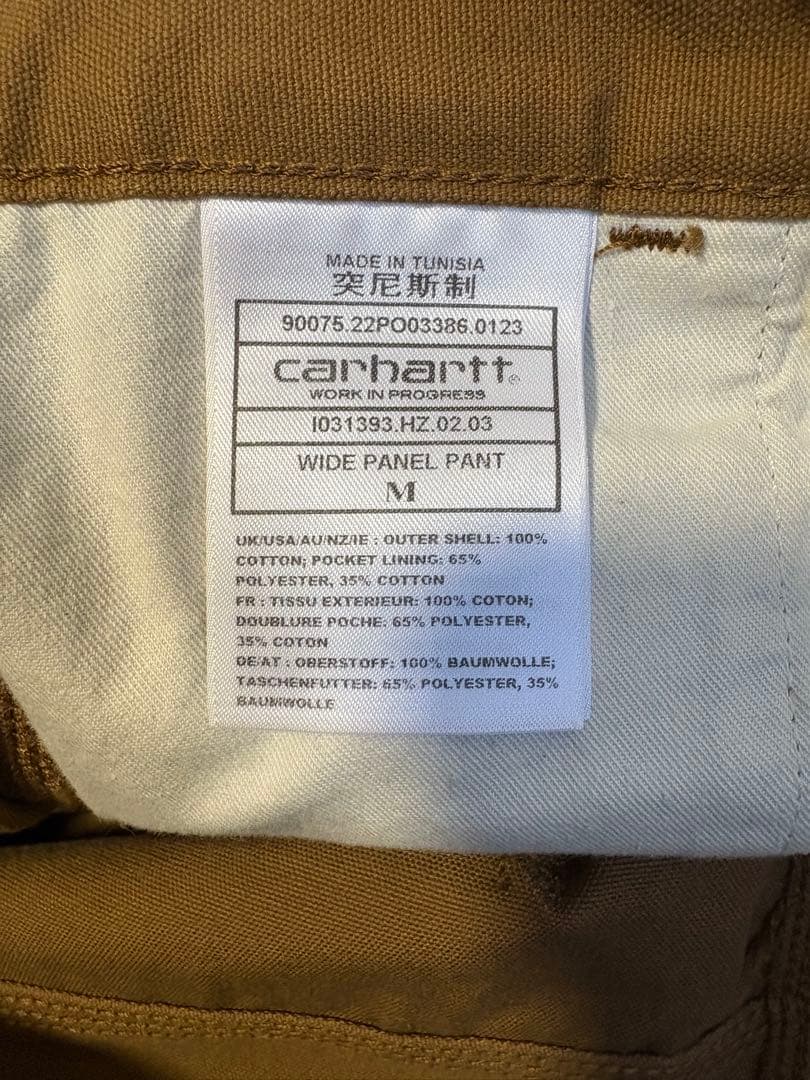 MADE IN TUNISIA
突尼斯制
90075.22PO03386.0123
carhartt
WORK IN PROGRESS
I031393.HZ.02.03
WIDE PANEL PANT
M
UK/USA/AU/NZ/IE : OUTER SHELL: 100%
COTTON; POCKET LINING: 65%
POLYESTER, 35% COTTON
FR : TISSU EXTERIEUR: 100% COTON;
DOUBLURE POCHE: 65% POLYESTER,
35% COTON
DE/AT : OBERSTOFF: 100% BAUMWOLLE;
TASCHENFUTTER: 65% POLYESTER, 35%
BAUMWOLLE